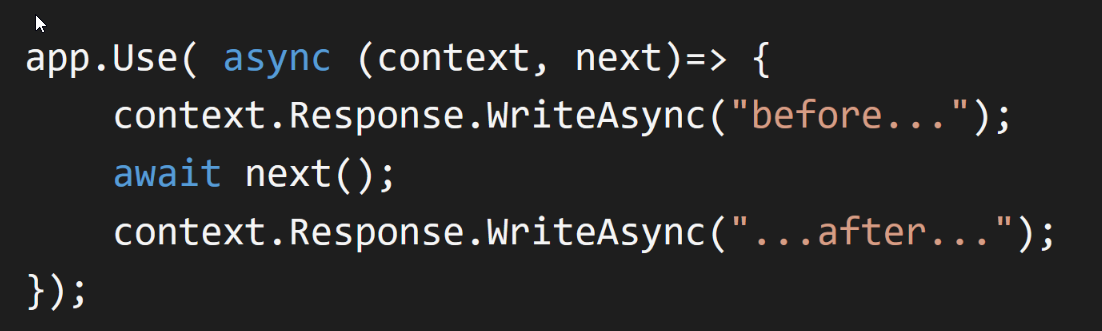 app.Use( async (context, next)=> {
    context.Response.WriteAsync("before...");
    await next();
    context.Response.WriteAsync("...after...");
});